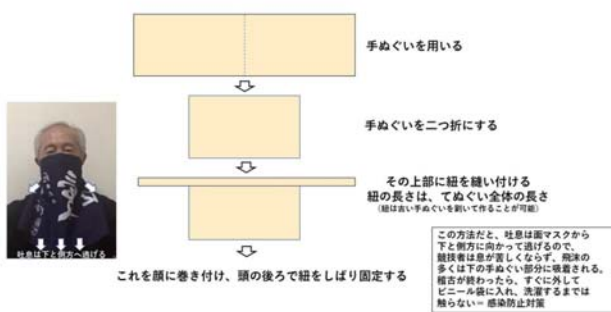 手ぬぐいを用いる
手ぬぐいを二つ折にする
その上部に紐を縫い付ける
紐の長さは、てぬぐい全体の長さ
(紐は古い手ぬぐいを割いて作ることが可能)
吐息は下と側方へ逃げる
これを顔に巻き付け、頭の後ろで紐をしばり固定する
この方法だと、吐息は面マスクから
下と側方に向かって逃げるので、
競技者は息が苦しくならず、飛沫の
多くは下の手ぬぐい部分に吸着される。
稽古が終わったら、すぐに外して
ビニール袋に入れ、洗濯するまでは
触らない= 感染防止対策